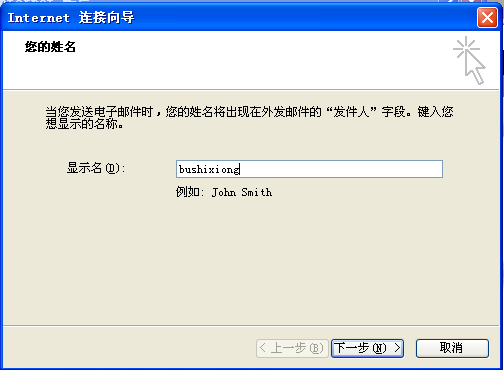 Internet 连接向导
您的姓名
当您发送电子邮件时，您的姓名将出现在外发邮件的“发件人”字段。键入您
想显示的名称。
显示名(D):
bushixiong
例如: John Smith
< 上一步(B)
下一步(N) >
取消